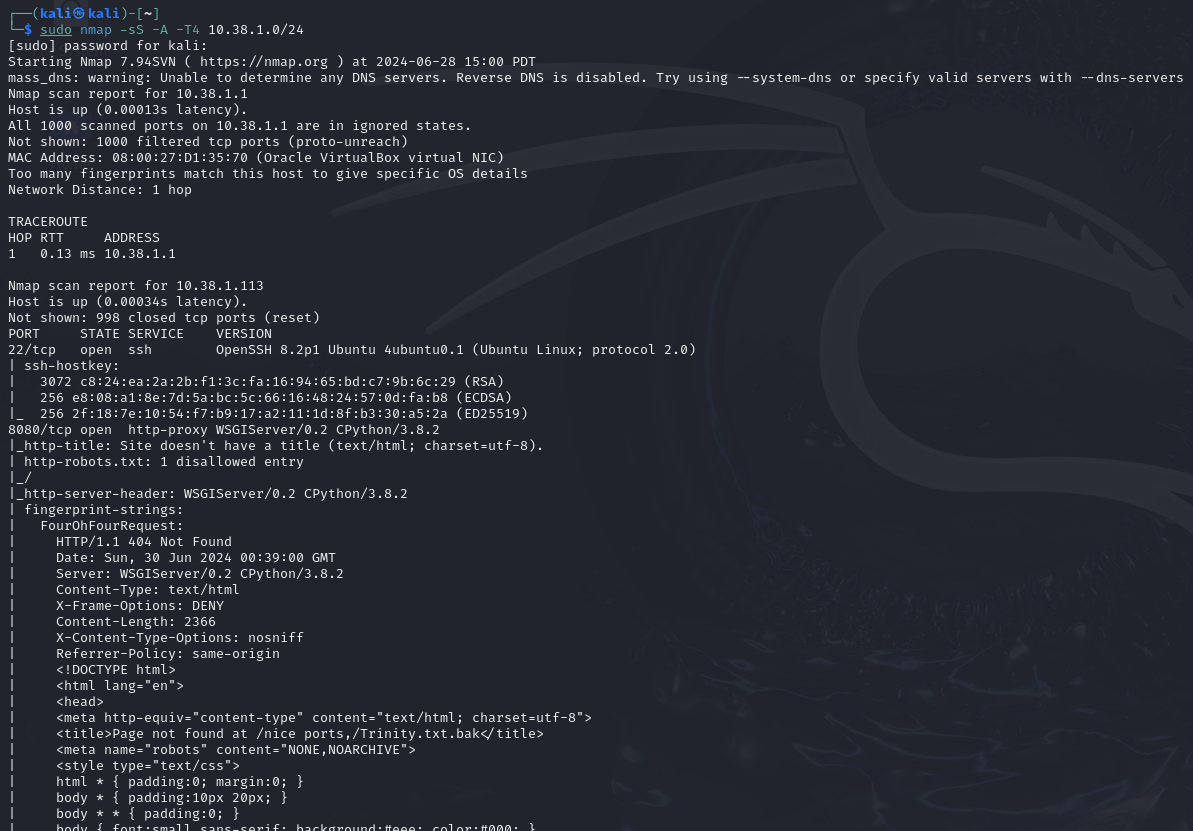 ┌──(kali㉿kali)-[~]
└─$ sudo nmap -sS -A -T4 10.38.1.0/24
[sudo] password for kali:
Starting Nmap 7.94SVN ( https://nmap.org ) at 2024-06-28 15:00 PDT
mass_dns: warning: Unable to determine any DNS servers. Reverse DNS is disabled. Try using --system-dns or specify valid servers with --dns-servers
Nmap scan report for 10.38.1.1
Host is up (0.00013s latency).
All 1000 scanned ports on 10.38.1.1 are in ignored states.
Not shown: 1000 filtered tcp ports (proto-unreach)
MAC Address: 08:00:27:D1:35:70 (Oracle VirtualBox virtual NIC)
Too many fingerprints match this host to give specific OS details
Network Distance: 1 hop

TRACEROUTE
HOP RTT     ADDRESS
1   0.13 ms 10.38.1.1

Nmap scan report for 10.38.1.113
Host is up (0.00034s latency).
Not shown: 998 closed tcp ports (reset)
PORT     STATE SERVICE    VERSION
22/tcp   open  ssh        OpenSSH 8.2p1 Ubuntu 4ubuntu0.1 (Ubuntu Linux; protocol 2.0)
| ssh-hostkey:
|   3072 c8:24:ea:2a:2b:f1:3c:fa:16:94:65:bd:c7:9b:6c:29 (RSA)
|   256 e8:08:a1:8e:7d:5a:bc:5c:66:16:48:24:57:0d:fa:b8 (ECDSA)
|_  256 2f:18:7e:10:54:f7:b9:17:a2:11:1d:8f:b3:30:a5:2a (ED25519)
8080/tcp open  http-proxy WSGIServer/0.2 CPython/3.8.2
|_http-title: Site doesn't have a title (text/html; charset=utf-8).
| http-robots.txt: 1 disallowed entry
|_/
|_http-server-header: WSGIServer/0.2 CPython/3.8.2
| fingerprint-strings:
|   FourOhFourRequest:
|     HTTP/1.1 404 Not Found
|     Date: Sun, 30 Jun 2024 00:39:00 GMT
|     Server: WSGIServer/0.2 CPython/3.8.2
|     Content-Type: text/html
|     X-Frame-Options: DENY
|     Content-Length: 2366
|     X-Content-Type-Options: nosniff
|     Referrer-Policy: same-origin
|     <!DOCTYPE html>
|     <html lang="en">
|     <head>
|     <meta http-equiv="content-type" content="text/html; charset=utf-8">
|     <title>Page not found at /nice ports,/Trinity.txt.bak</title>
|     <meta name="robots" content="NONE,NOARCHIVE">
|     <style type="text/css">
|     html * { padding:0; margin:0; }
|     body * { padding:10px 20px; }
|     body * * { padding:0; }
|     body { font:small sans-serif; background:#eee; color:#000; }